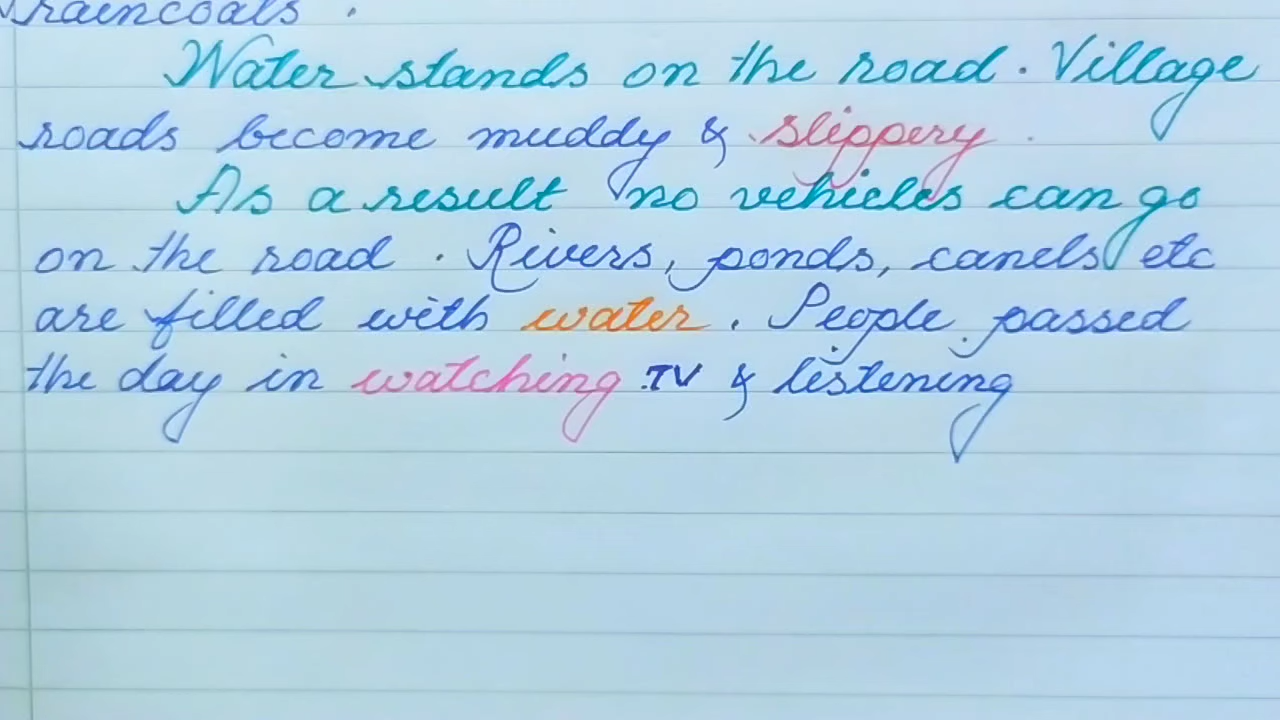 raincoats.
Water stands on the road. Village
roads become muddy & slippery.
As a result no vehicles can go
on the road. Rivers, ponds, canels etc
are filled with water. People passed
the day in watching TV & listening